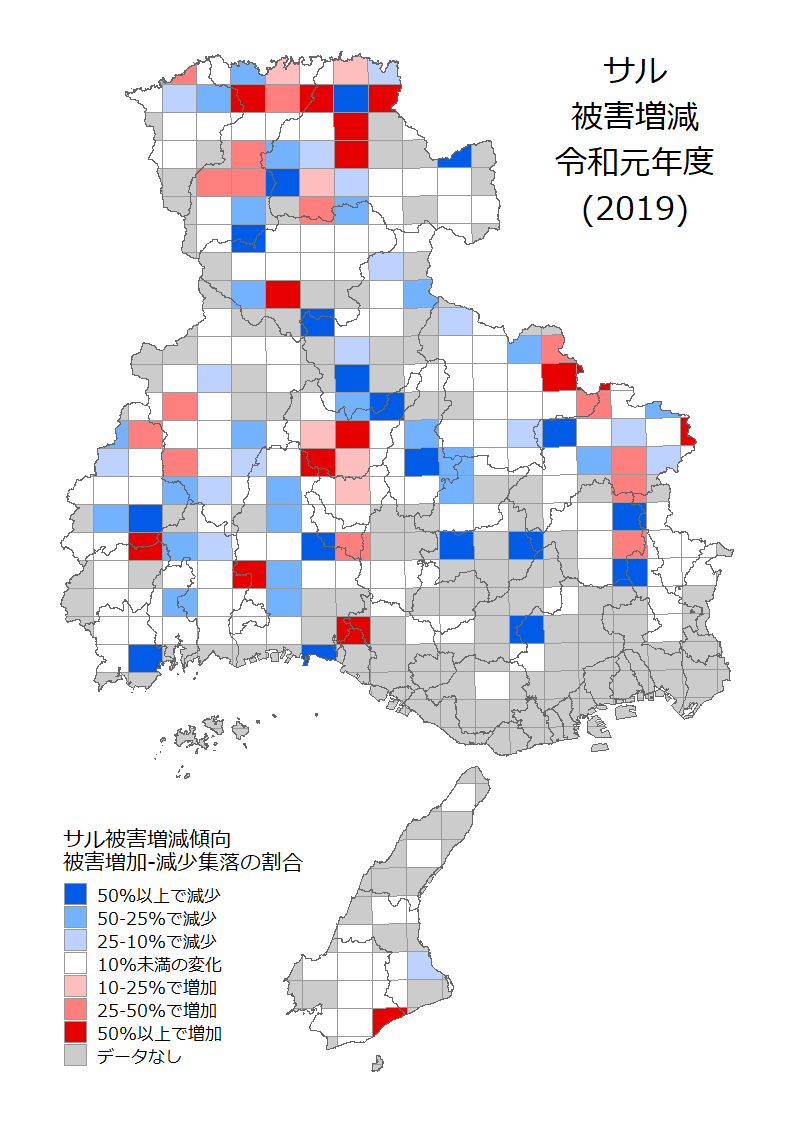 サル
被害増減
令和元年度
(2019)
サル被害増減傾向
被害増加-減少集落の割合
50%以上で減少
50-25%で減少
25-10%で減少
10%未満の変化
10-25%で増加
25-50%で増加
50%以上で増加
データなし